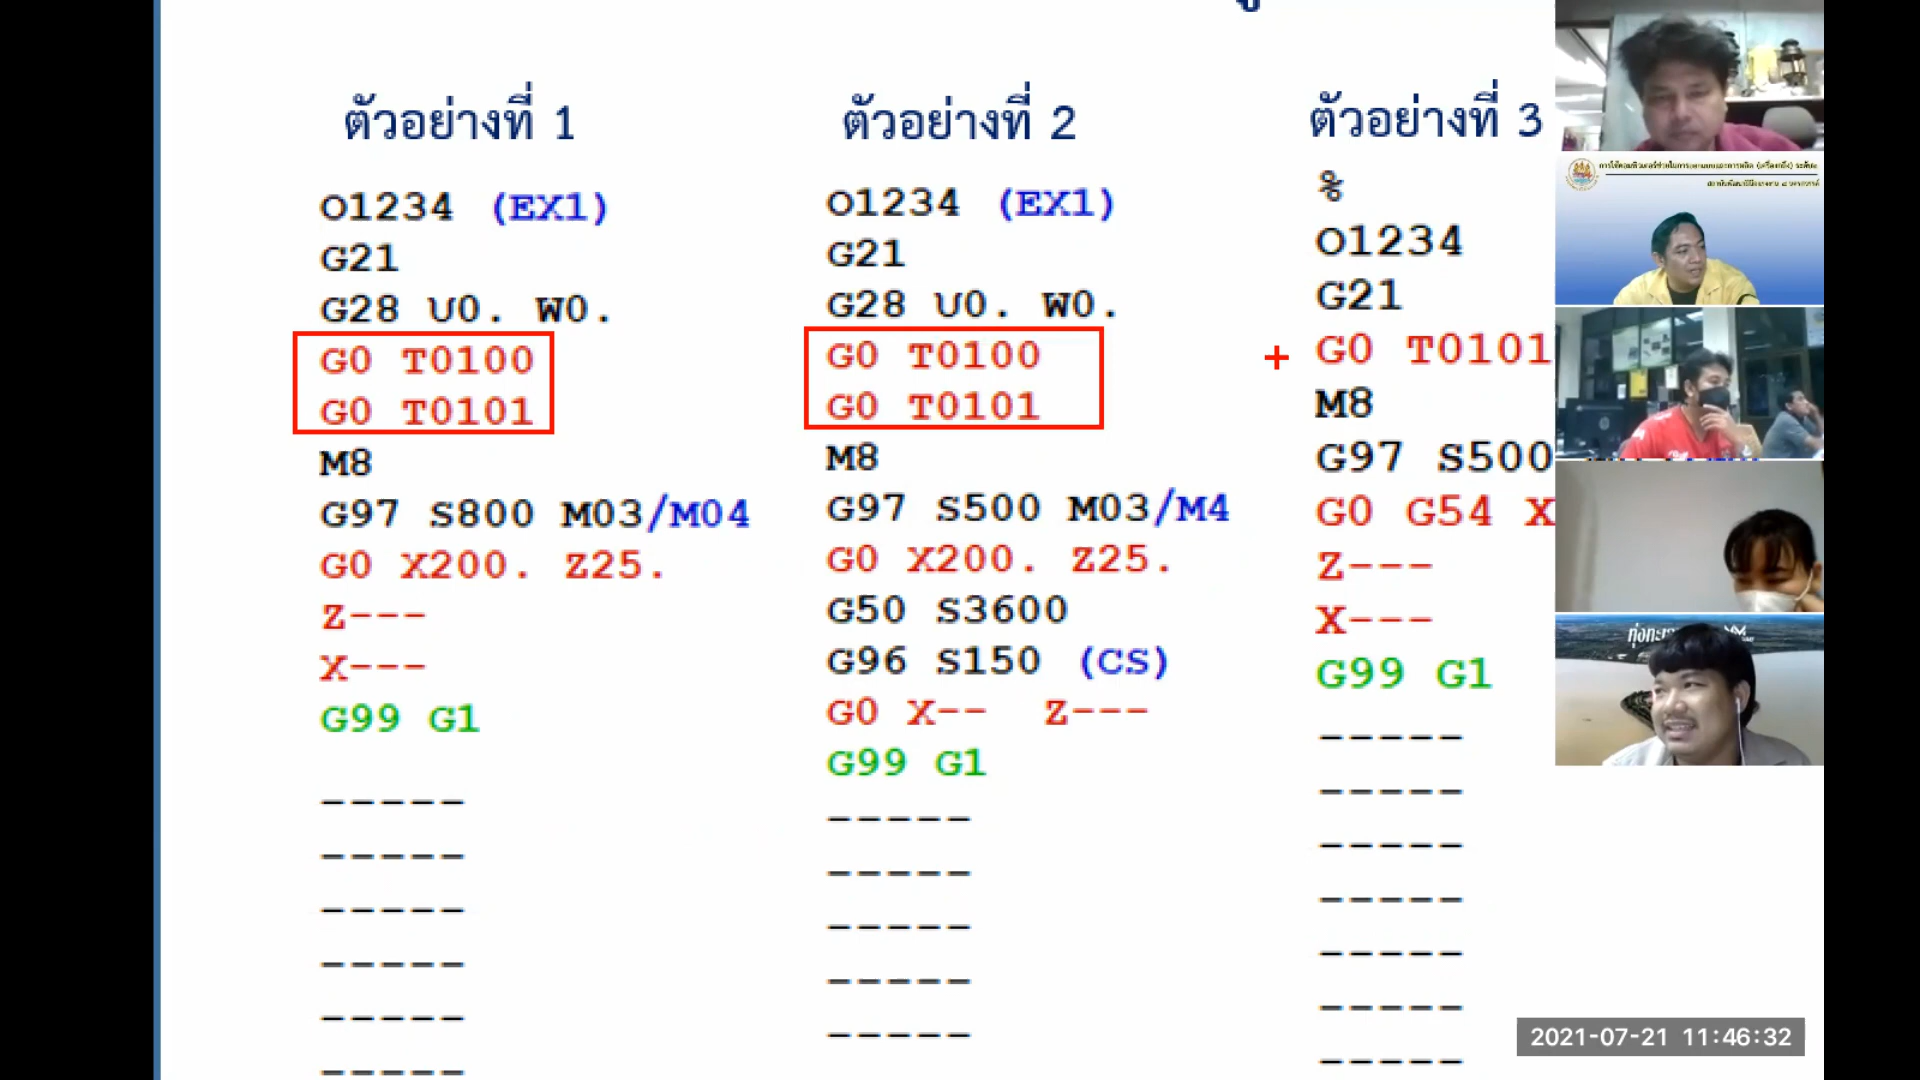 ตัวอย่างที่ 1
O1234 (EX1)
G21
G28 U0. W0.
G0 T0100
G0 T0101
M8
G97 S800 M03/M04
G0 X200. Z25.
Z---
X---
G99 G1
-----
-----
-----
-----
-----
-----
ตัวอย่างที่ 2
O1234 (EX1)
G21
G28 U0. W0.
G0 T0100
G0 T0101
M8
G97 S500 M03/M4
G0 X200. Z25.
G50 S3600
G96 S150 (CS)
G0 X-- Z---
G99 G1
-----
-----
-----
-----
-----
ตัวอย่างที่ 3
%
O1234
G21
+ G0 T0101
M8
G97 S500
G0 G54 X
Z---
X---
G99 G1
-----
-----
-----
-----
-----
-----
-----
2021-07-21 11:46:32